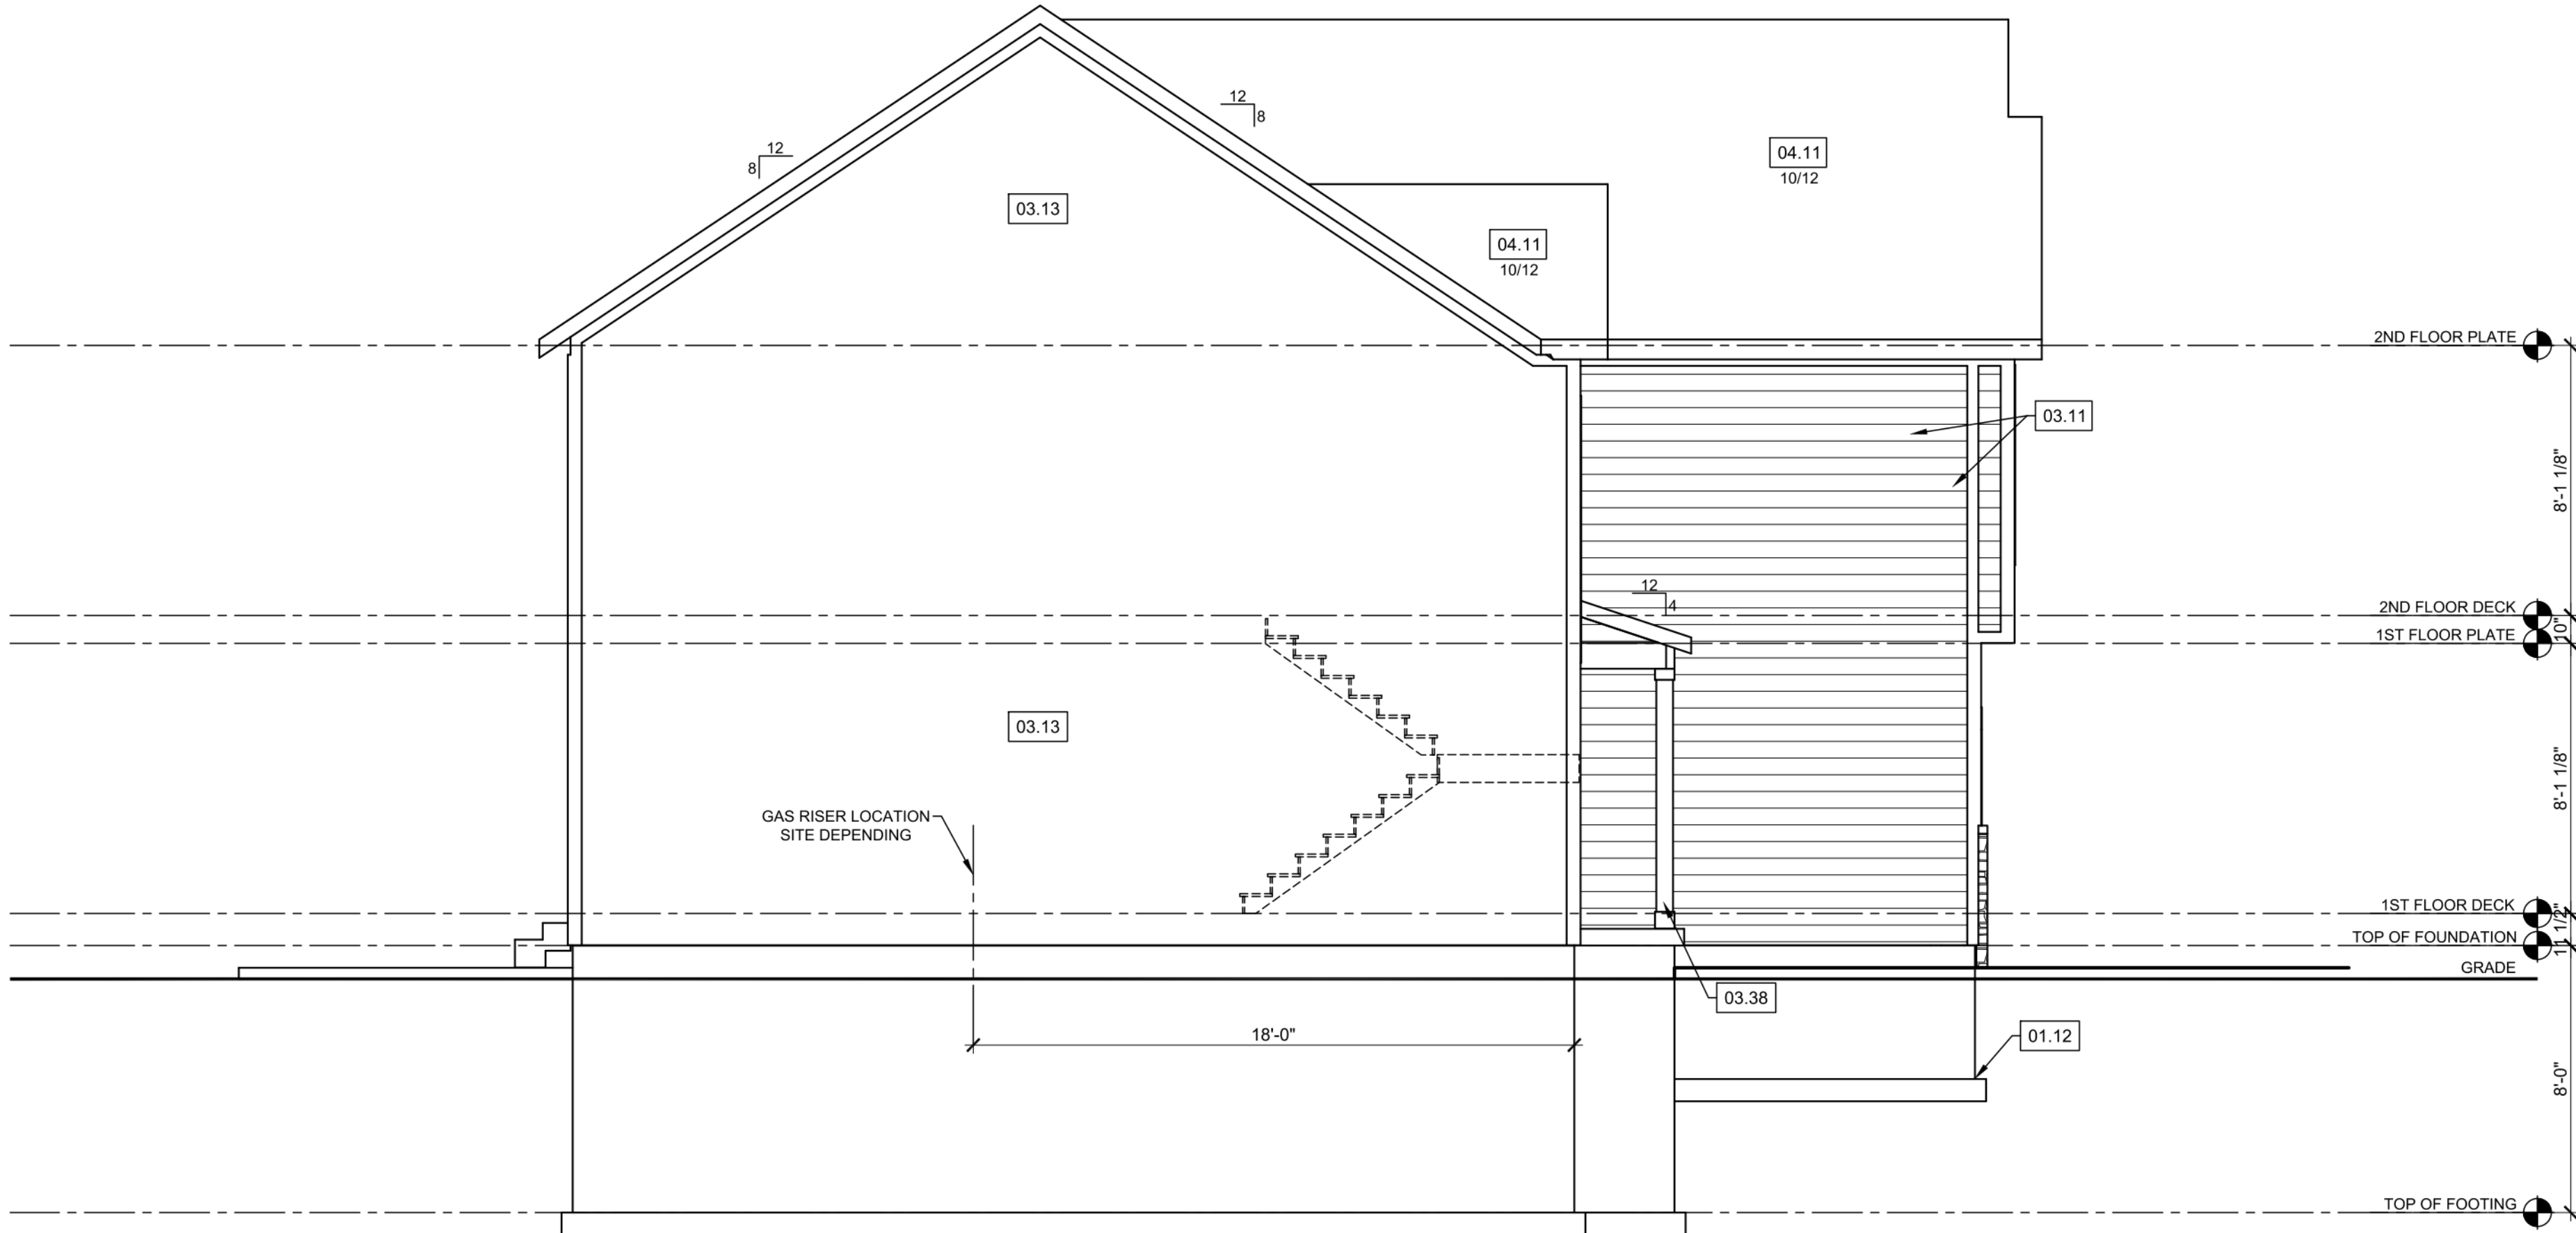 12
8
12
8
04.11
10/12
03.13
04.11
10/12
2ND FLOOR PLATE
03.11
8'-1 1/8"
12
4
2ND FLOOR DECK
10"
1ST FLOOR PLATE
03.13
8'-1 1/8"
GAS RISER LOCATION
SITE DEPENDING
1ST FLOOR DECK
11 1/2"
TOP OF FOUNDATION
GRADE
03.38
18'-0"
01.12
8'-0"
TOP OF FOOTING